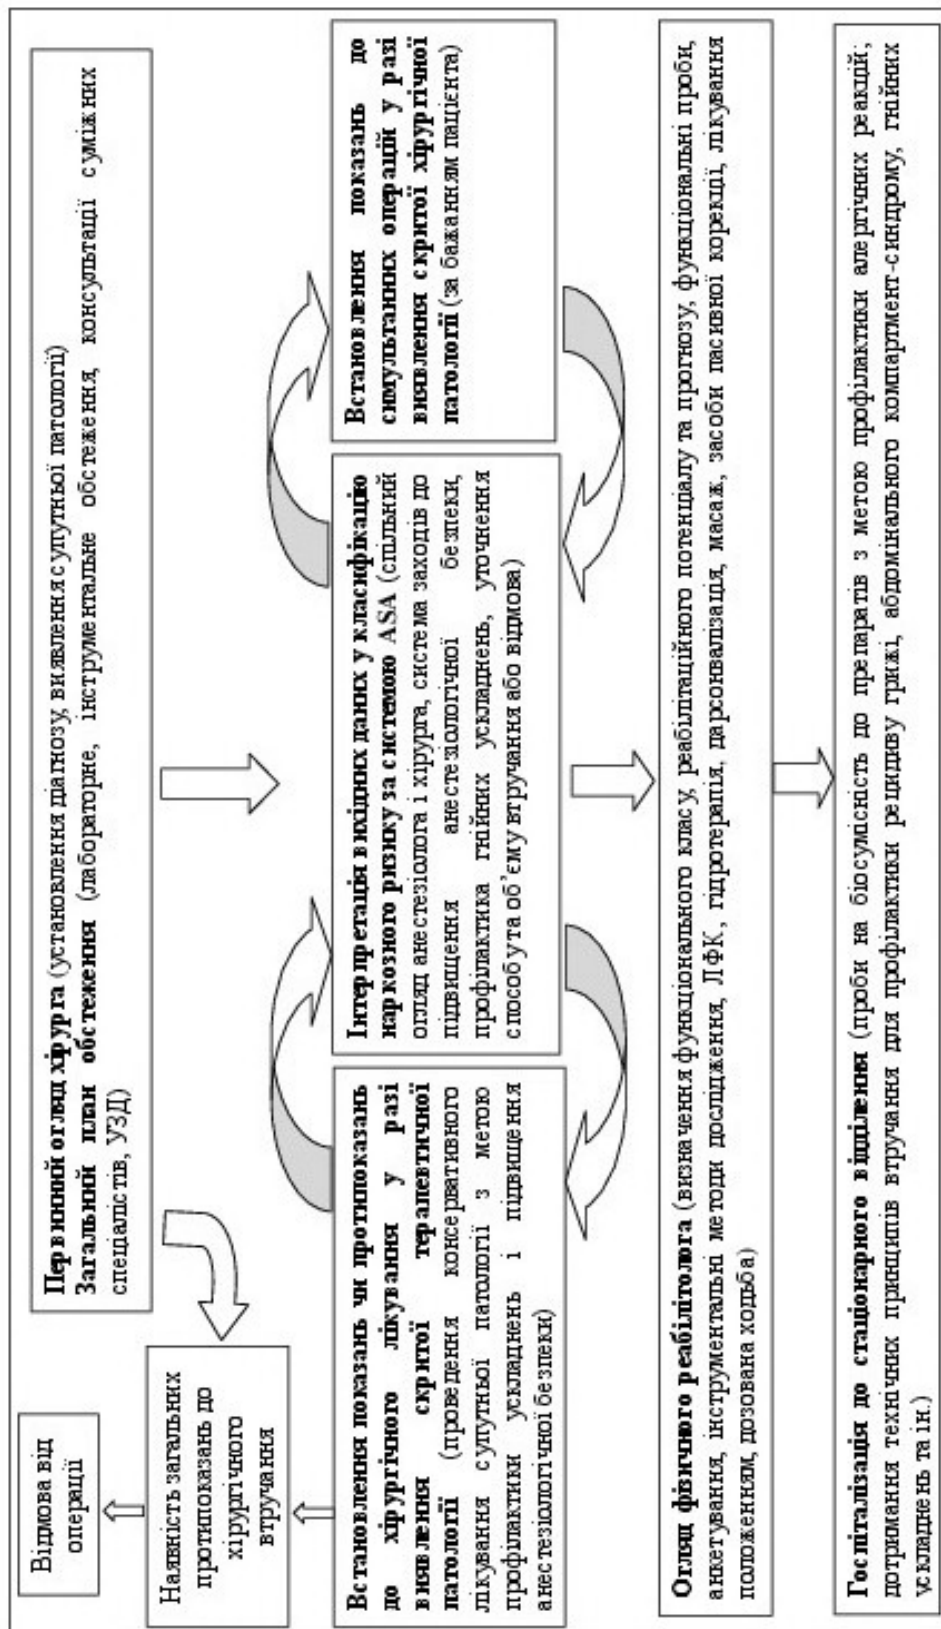 Первинний огляд хірурга (установлення діагнозу, виявлення супутньої патології)
Загальний план обстеження (лабораторне, інструментальне обстеження, консультації суміжних
спеціалістів, УЗД)
Відмова від
операції
Наявність загальних
протипоказань до
хірургічного
втручання
Встановлення показань чи протипоказань
до хірургічного лікування у разі
виявлення скритої терапевтичної
патології (проведення консервативного
лікування супутньої патології з метою
профілактики ускладнень і підвищення
анестезіологічної безпеки)
Інтерпретація вихідних даних у класифікацію
наркозного ризику за системою ASA (спільний
огляд анестезіолога і хірурга, система заходів до
підвищення анестезіологічної безпеки,
профілактика гнійних ускладнень, уточнення
способу та об’єму втручання або відмова)
Встановлення показань до
симультанних операцій у разі
виявлення скритої хірургічної
патології (за бажанням пацієнта)
Огляд фізичного реабілітолога (визначення функціонального класу, реабілітаційного потенціалу та прогнозу, функціональні проби,
анкетування, інструментальні методи дослідження, ЛФК, гідротерапія, дарсонвалізація, масаж, засоби пасивної корекції, лікування
положенням, дозована ходьба)
Госпіталізація до стаціонарного відділення (проби на біосумісність до препаратів з метою профілактики алергічних реакцій,
дотримання технічних принципів втручання для профілактики рецидиву грижі, абдомінального компартмент-синдрому, гнійних
ускладнень та ін.)